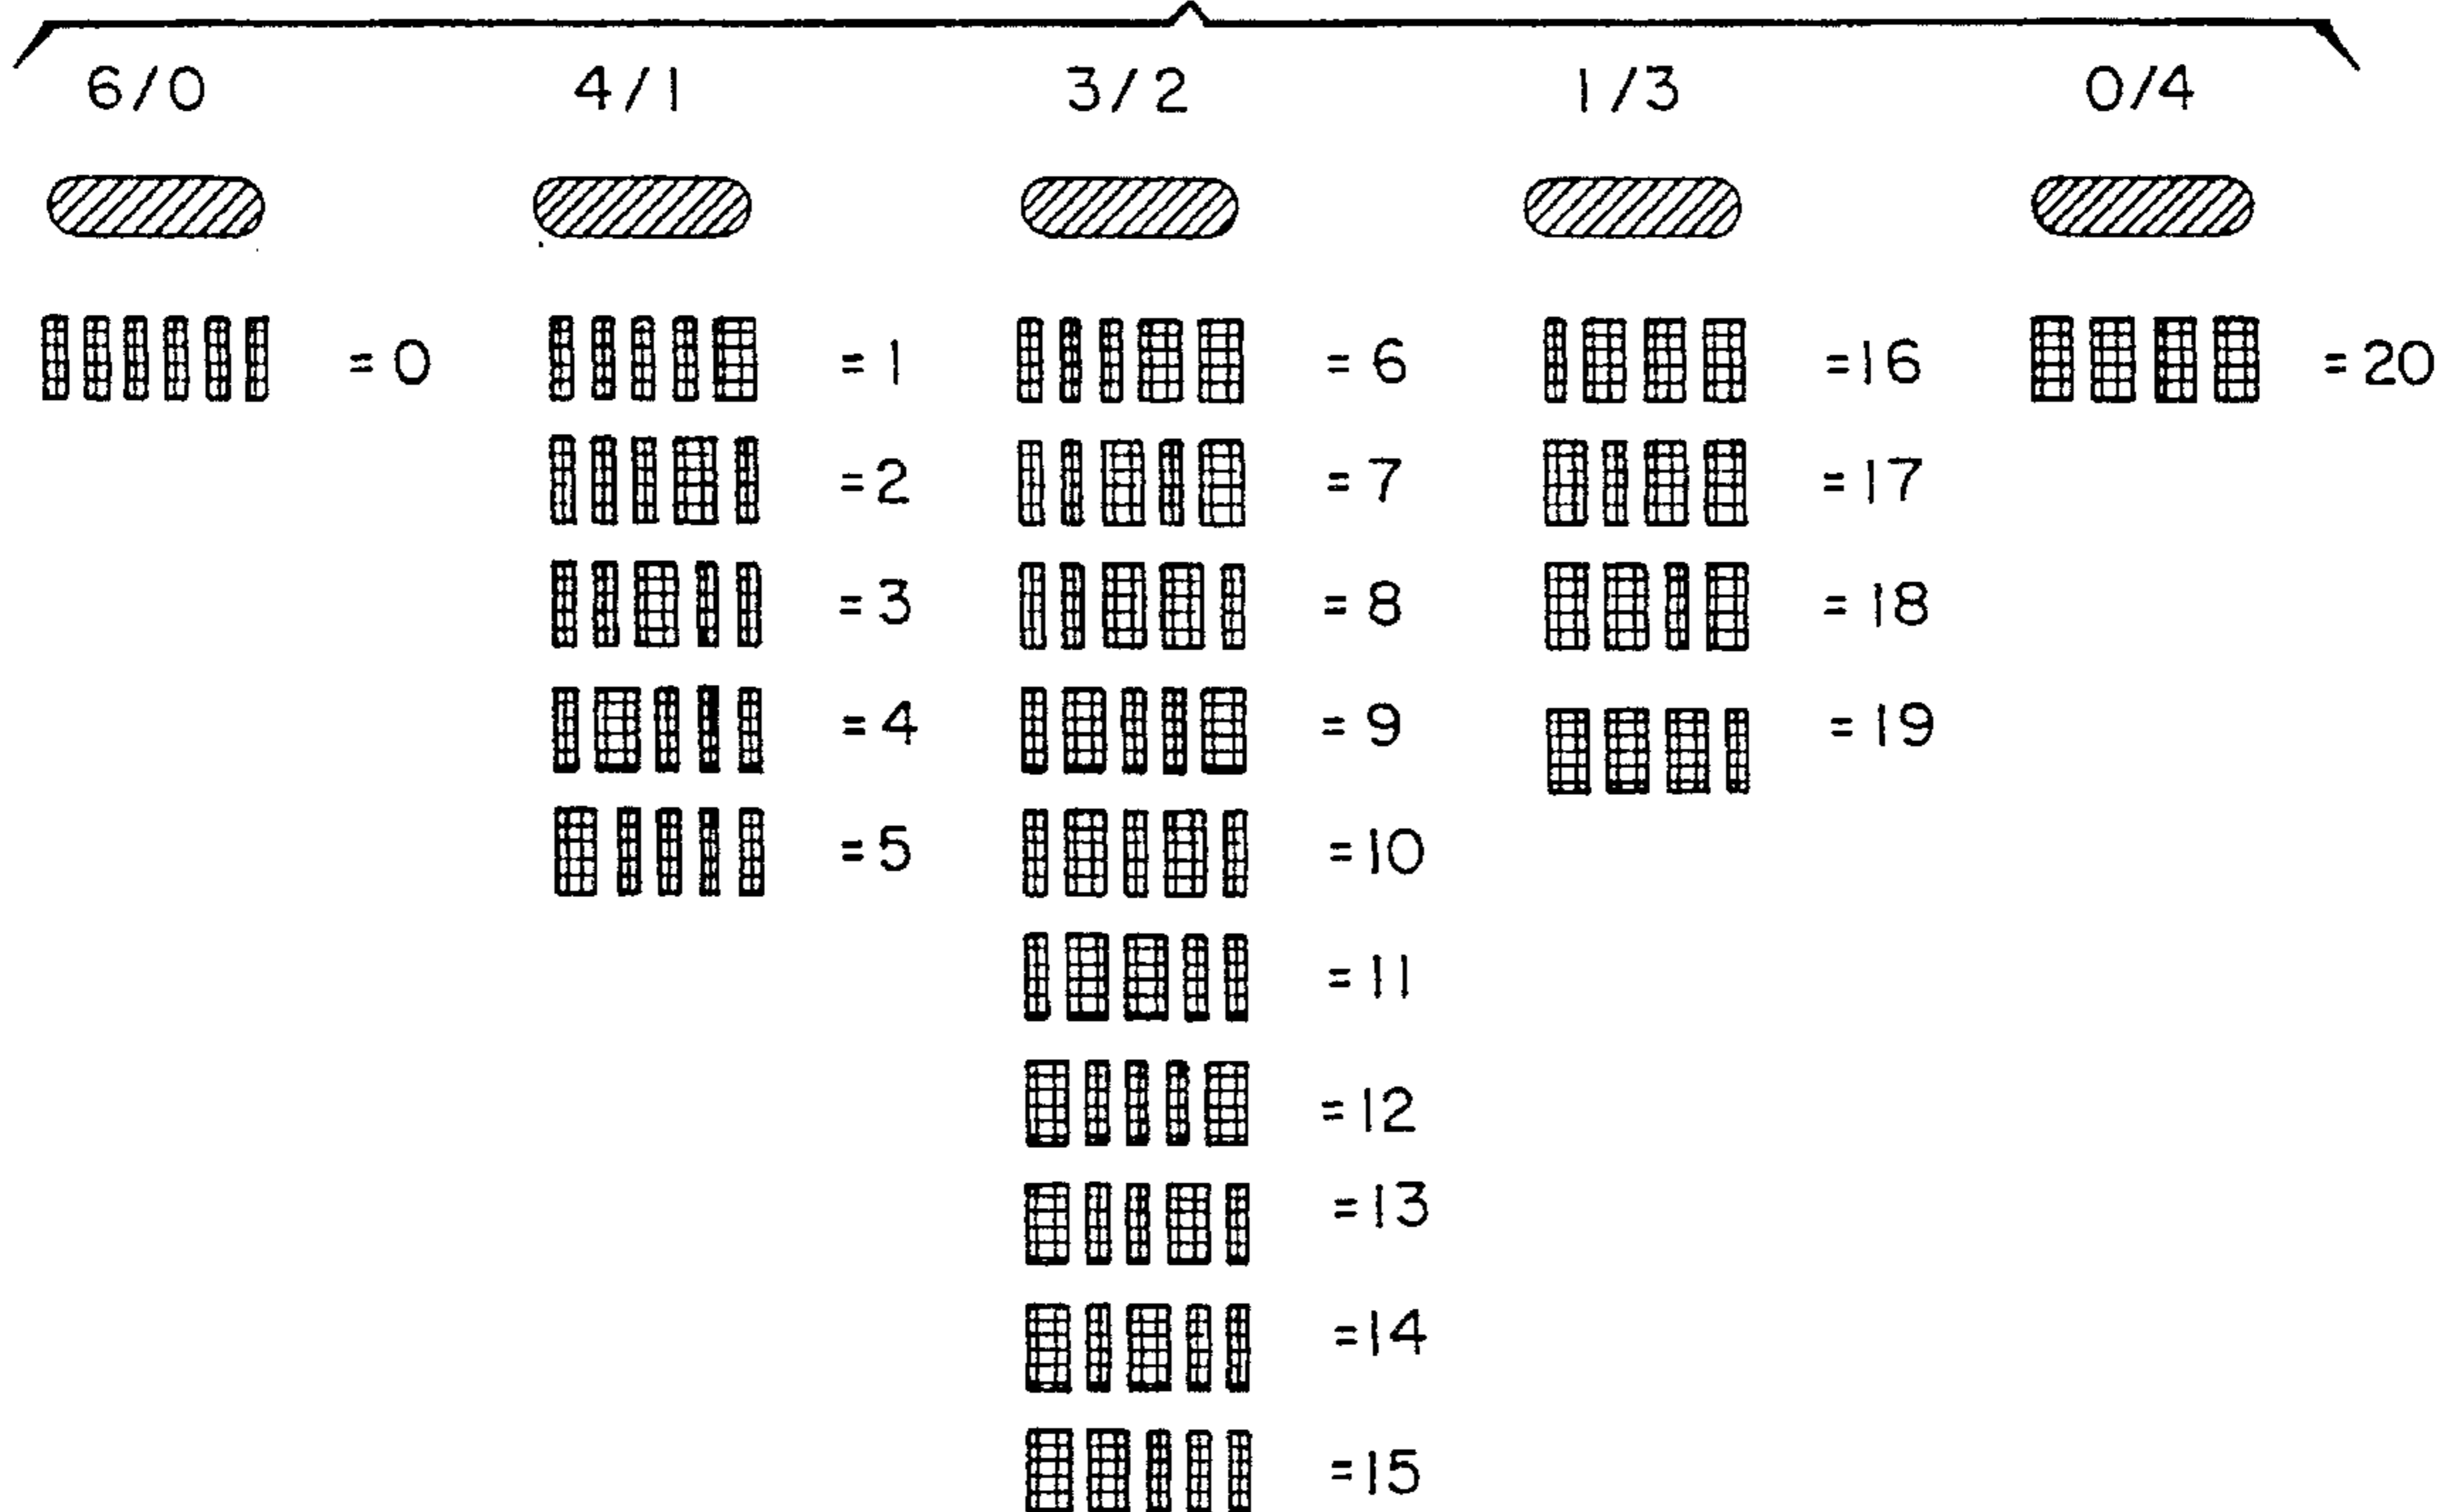 6/0 4/1 3/2 1/3 0/4
=0 =1 =6 =16 =20
=2 =7 =17
=3 =8 =18
=4 =9 =19
=5 =10
=11
=12
=13
=14
=15